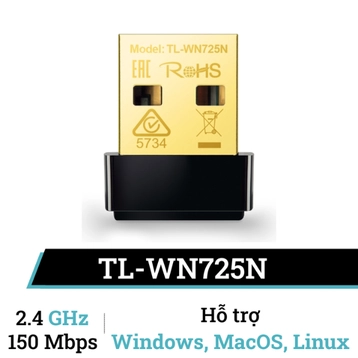 Model: TL-WN725N
EAC RoHS
5734
TL-WN725N
2.4 GHz
150 Mbps
Hỗ trợ
Windows, MacOS, Linux